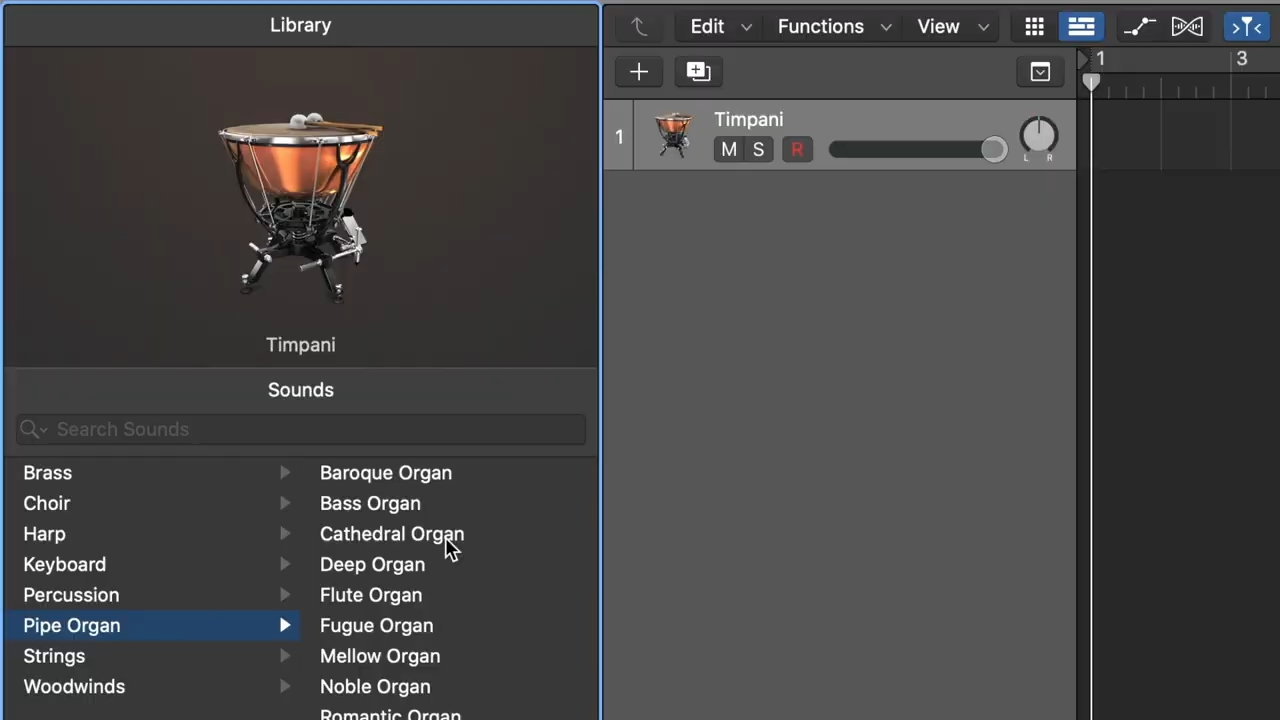 Library
Timpani
Sounds
Search Sounds
Brass
Choir
Harp
Keyboard
Percussion
Pipe Organ
Strings
Woodwinds
Baroque Organ
Bass Organ
Cathedral Organ
Deep Organ
Flute Organ
Fugue Organ
Mellow Organ
Noble Organ
Romantic Organ
Edit Functions View
1 3
1
Timpani
M S R
L R